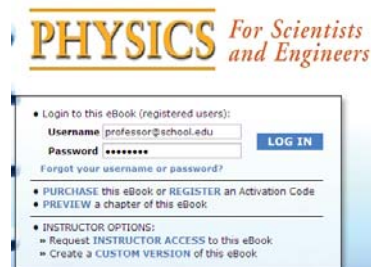 PHYSICS For Scientists
and Engineers
• Login to this eBook (registered users):
Username professor@school.edu
Password ••••••••
LOG IN
Forgot your username or password?
• PURCHASE this eBook or REGISTER an Activation Code
• PREVIEW a chapter of this eBook
• INSTRUCTOR OPTIONS:
» Request INSTRUCTOR ACCESS to this eBook
» Create a CUSTOM VERSION of this eBook